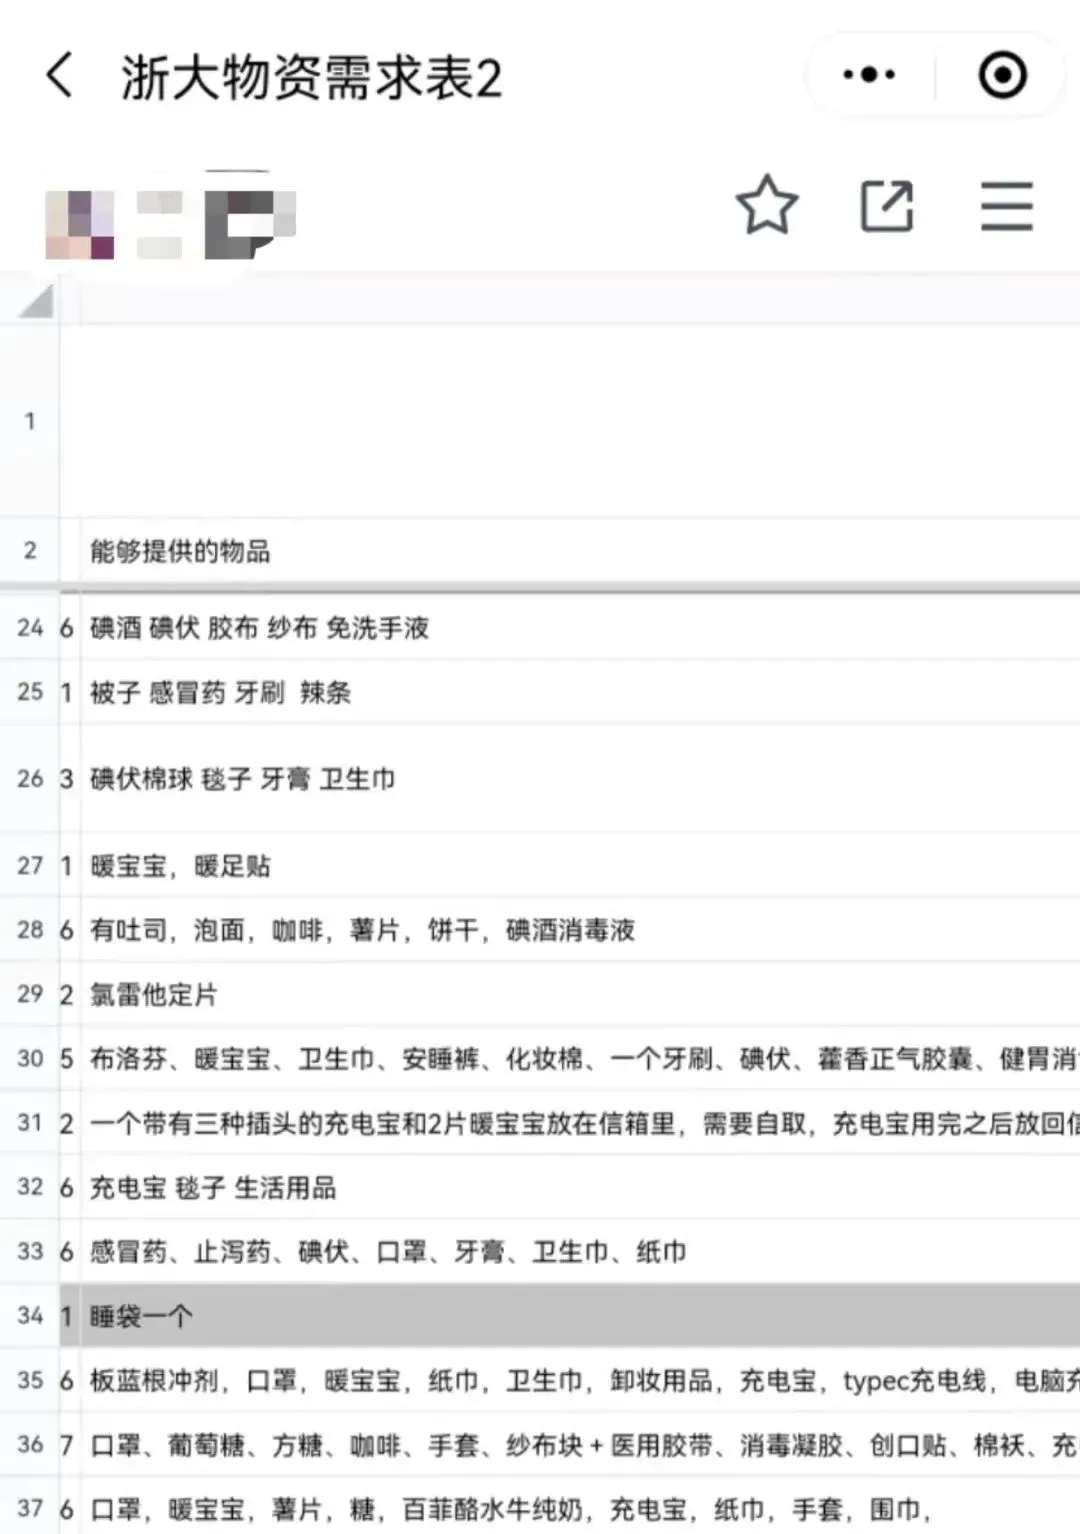 浙大物资需求表2
1
2 能够提供的物品
24 6 碘酒 碘伏 胶布 纱布 免洗手液
25 1 被子 感冒药 牙刷 辣条
26 3 碘伏棉球 毯子 牙膏 卫生巾
27 1 暖宝宝，暖足贴
28 6 有吐司，泡面，咖啡，薯片，饼干，碘酒消毒液
29 2 氯雷他定片
30 5 布洛芬、暖宝宝、卫生巾、安睡裤、化妆棉、一个牙刷、碘伏、藿香正气胶囊、健胃消
31 2 一个带有三种插头的充电宝和2片暖宝宝放在信箱里，需要自取，充电宝用完之后放回信
32 6 充电宝 毯子 生活用品
33 6 感冒药、止泻药、碘伏、口罩、牙膏、卫生巾、纸巾
34 1 睡袋一个
35 6 板蓝根冲剂，口罩，暖宝宝，纸巾，卫生巾，卸妆用品，充电宝，typec充电线，电脑充
36 7 口罩、葡萄糖、方糖、咖啡、手套、纱布块+医用胶带、消毒凝胶、创口贴、棉袄、充
37 6 口罩，暖宝宝，薯片，糖，百菲酪水牛纯奶，充电宝，纸巾，手套，围巾，